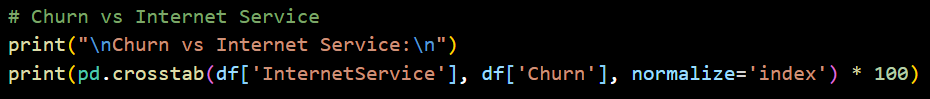 # Churn vs Internet Service
print("\nChurn vs Internet Service:\n")
print(pd.crosstab(df['InternetService'], df['Churn'], normalize='index') * 100)